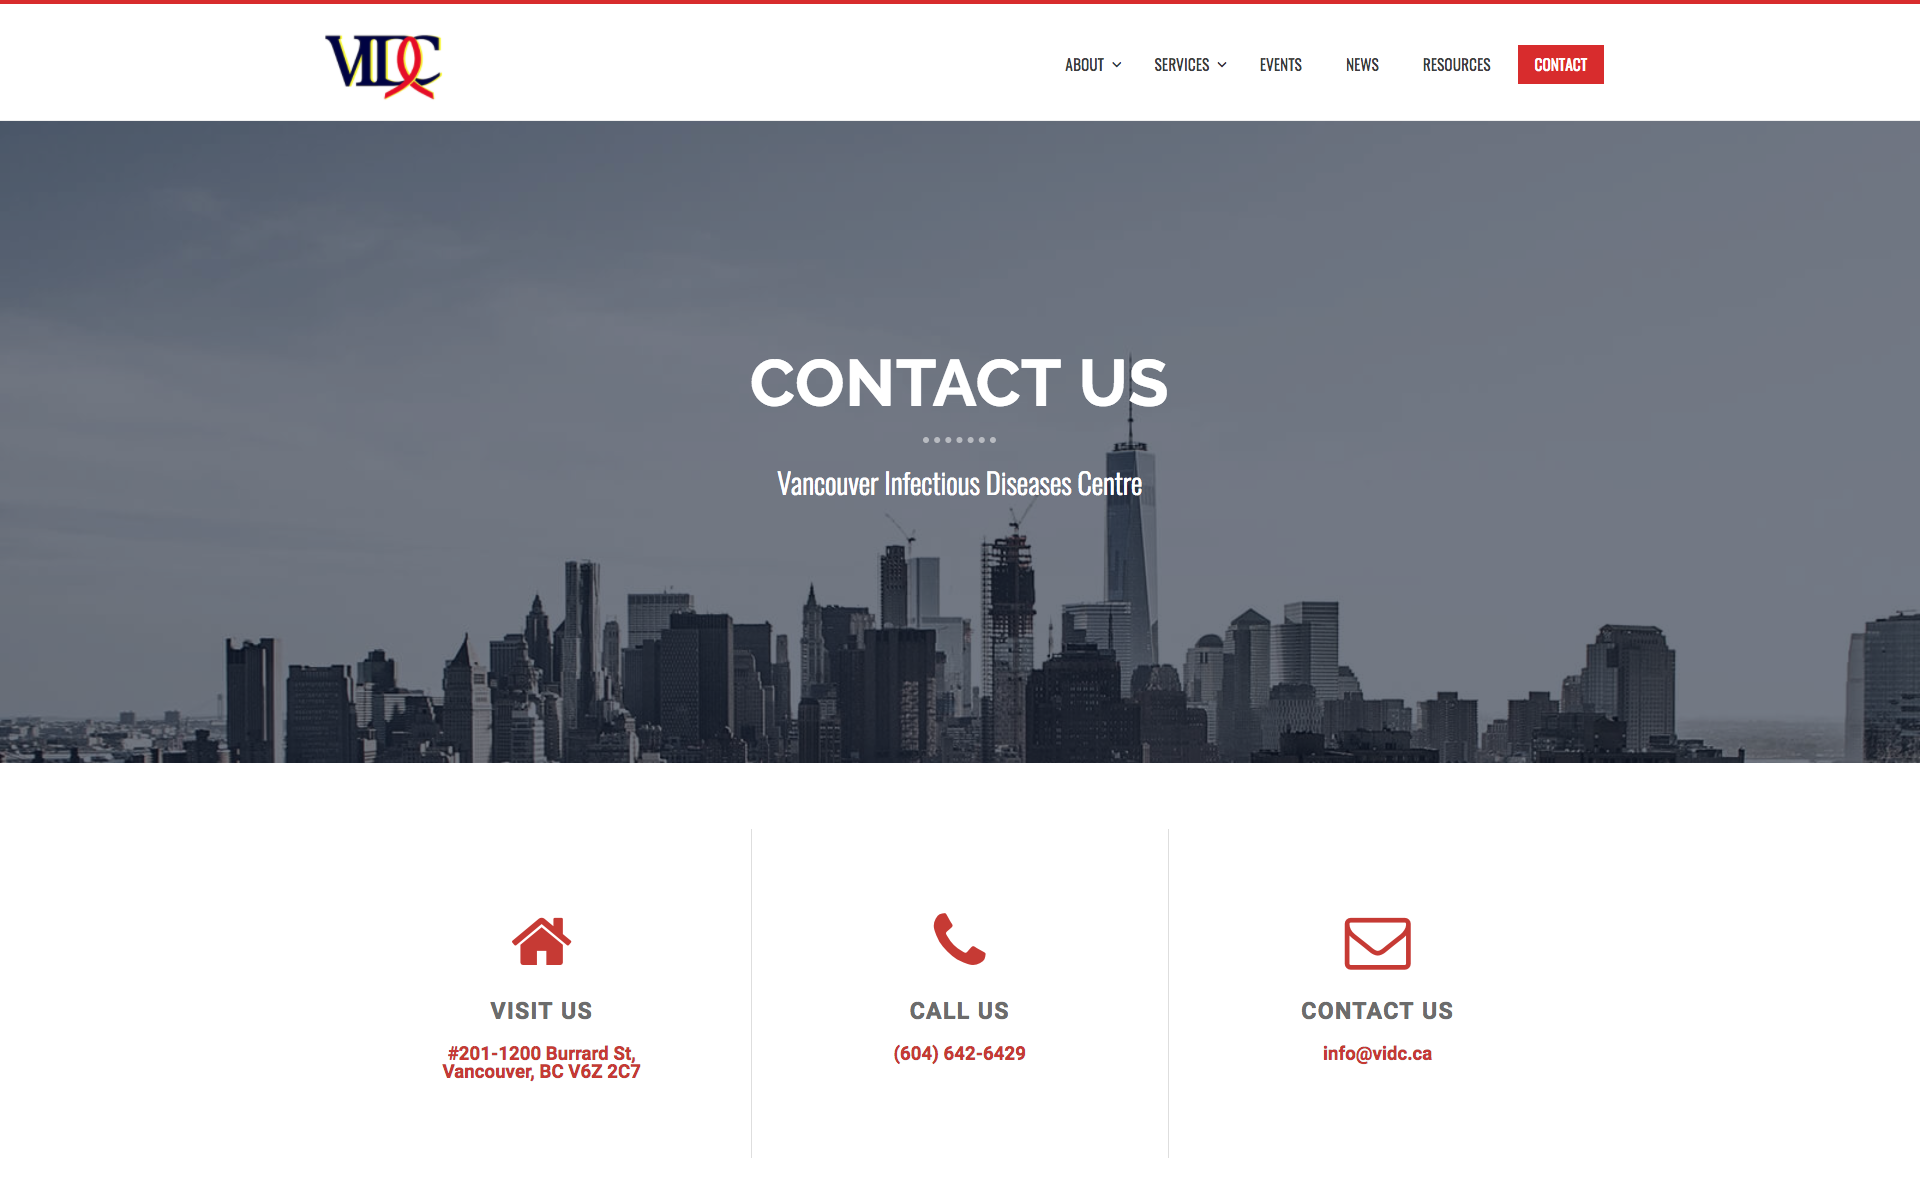 VIDC
ABOUT
SERVICES
EVENTS
NEWS
RESOURCES
CONTACT
CONTACT US
Vancouver Infectious Diseases Centre
VISIT US
#201-1200 Burrard St,
Vancouver, BC V6Z 2C7
CALL US
(604) 642-6429
CONTACT US
info@vidc.ca